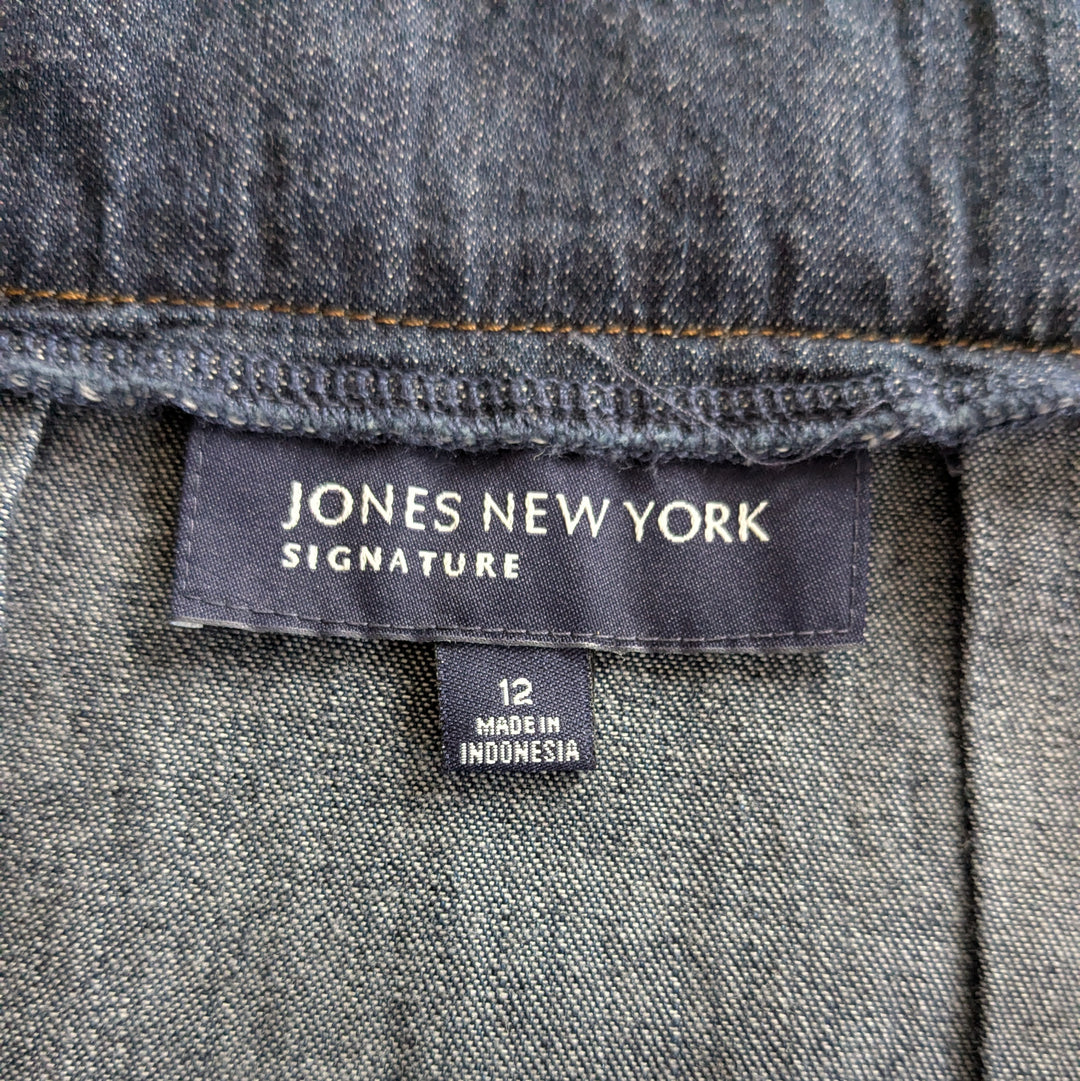 JONES NEW YORK
SIGNATURE
12
MADE IN
INDONESIA